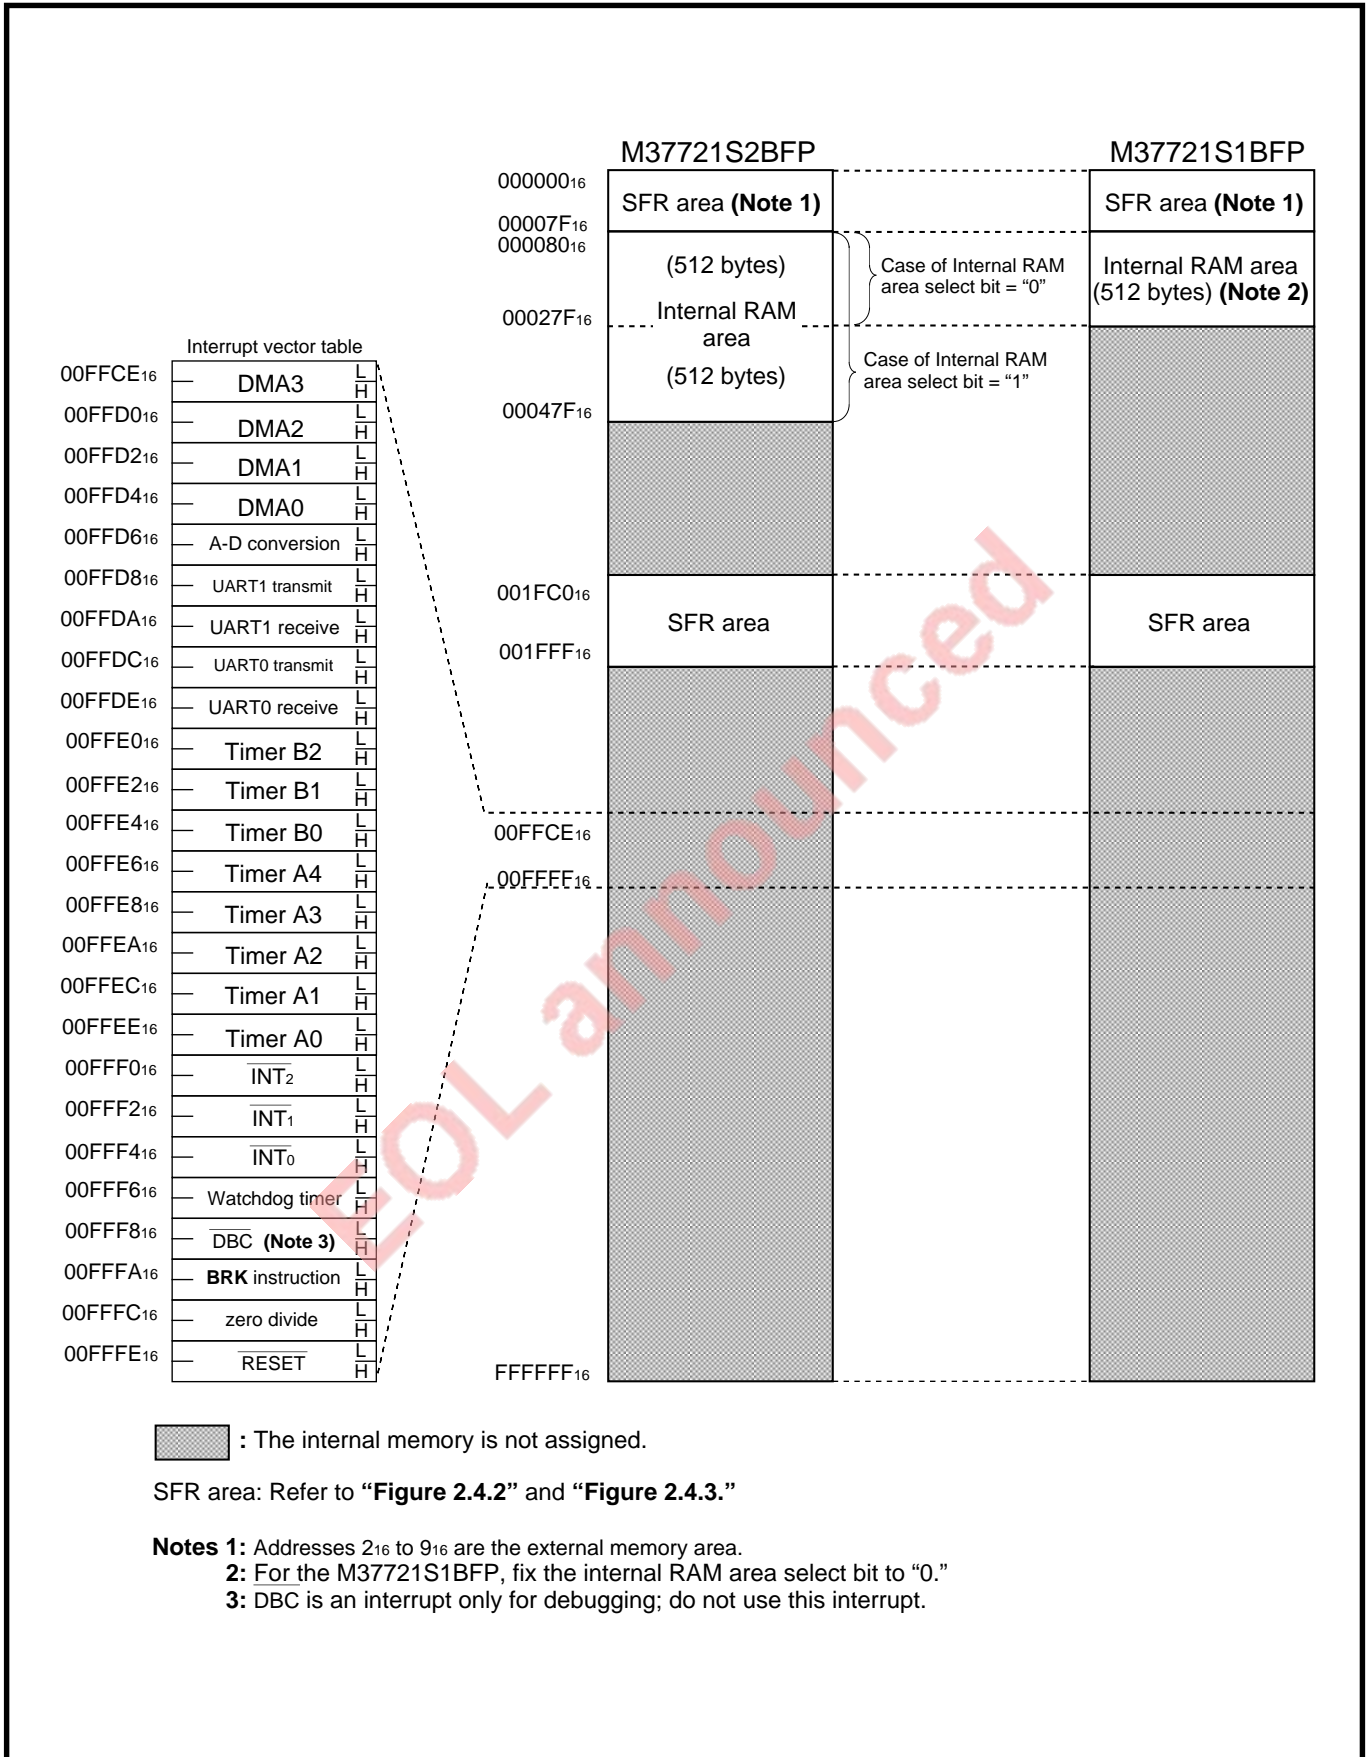 M37721S2BFP
M37721S1BFP
000000₁₆
SFR area (Note 1)
SFR area (Note 1)
00007F₁₆
000080₁₆
(512 bytes)
Internal RAM
area
(512 bytes)
Case of Internal RAM
area select bit = “0”
Case of Internal RAM
area select bit = “1”
Internal RAM area
(512 bytes) (Note 2)
00027F₁₆
00047F₁₆
001FC0₁₆
SFR area
SFR area
001FFF₁₆
00FFCE₁₆
00FFFF₁₆
FFFFFF₁₆
Interrupt vector table
00FFCE₁₆ DMA3 L H
00FFD0₁₆ DMA2 L H
00FFD2₁₆ DMA1 L H
00FFD4₁₆ DMA0 L H
00FFD6₁₆ A-D conversion L H
00FFD8₁₆ UART1 transmit L H
00FFDA₁₆ UART1 receive L H
00FFDC₁₆ UART0 transmit L H
00FFDE₁₆ UART0 receive L H
00FFE0₁₆ Timer B2 L H
00FFE2₁₆ Timer B1 L H
00FFE4₁₆ Timer B0 L H
00FFE6₁₆ Timer A4 L H
00FFE8₁₆ Timer A3 L H
00FFEA₁₆ Timer A2 L H
00FFEC₁₆ Timer A1 L H
00FFEE₁₆ Timer A0 L H
00FFF0₁₆ INT₂ L H
00FFF2₁₆ INT₁ L H
00FFF4₁₆ INT₀ L H
00FFF6₁₆ Watchdog timer L H
00FFF8₁₆ DBC (Note 3) L H
00FFFA₁₆ BRK instruction L H
00FFFC₁₆ zero divide L H
00FFFE₁₆ RESET L H
EOL announced
: The internal memory is not assigned.
SFR area: Refer to “Figure 2.4.2” and “Figure 2.4.3.”
Notes 1: Addresses 2₁₆ to 9₁₆ are the external memory area.
2: For the M37721S1BFP, fix the internal RAM area select bit to “0.”
3: DBC is an interrupt only for debugging; do not use this interrupt.